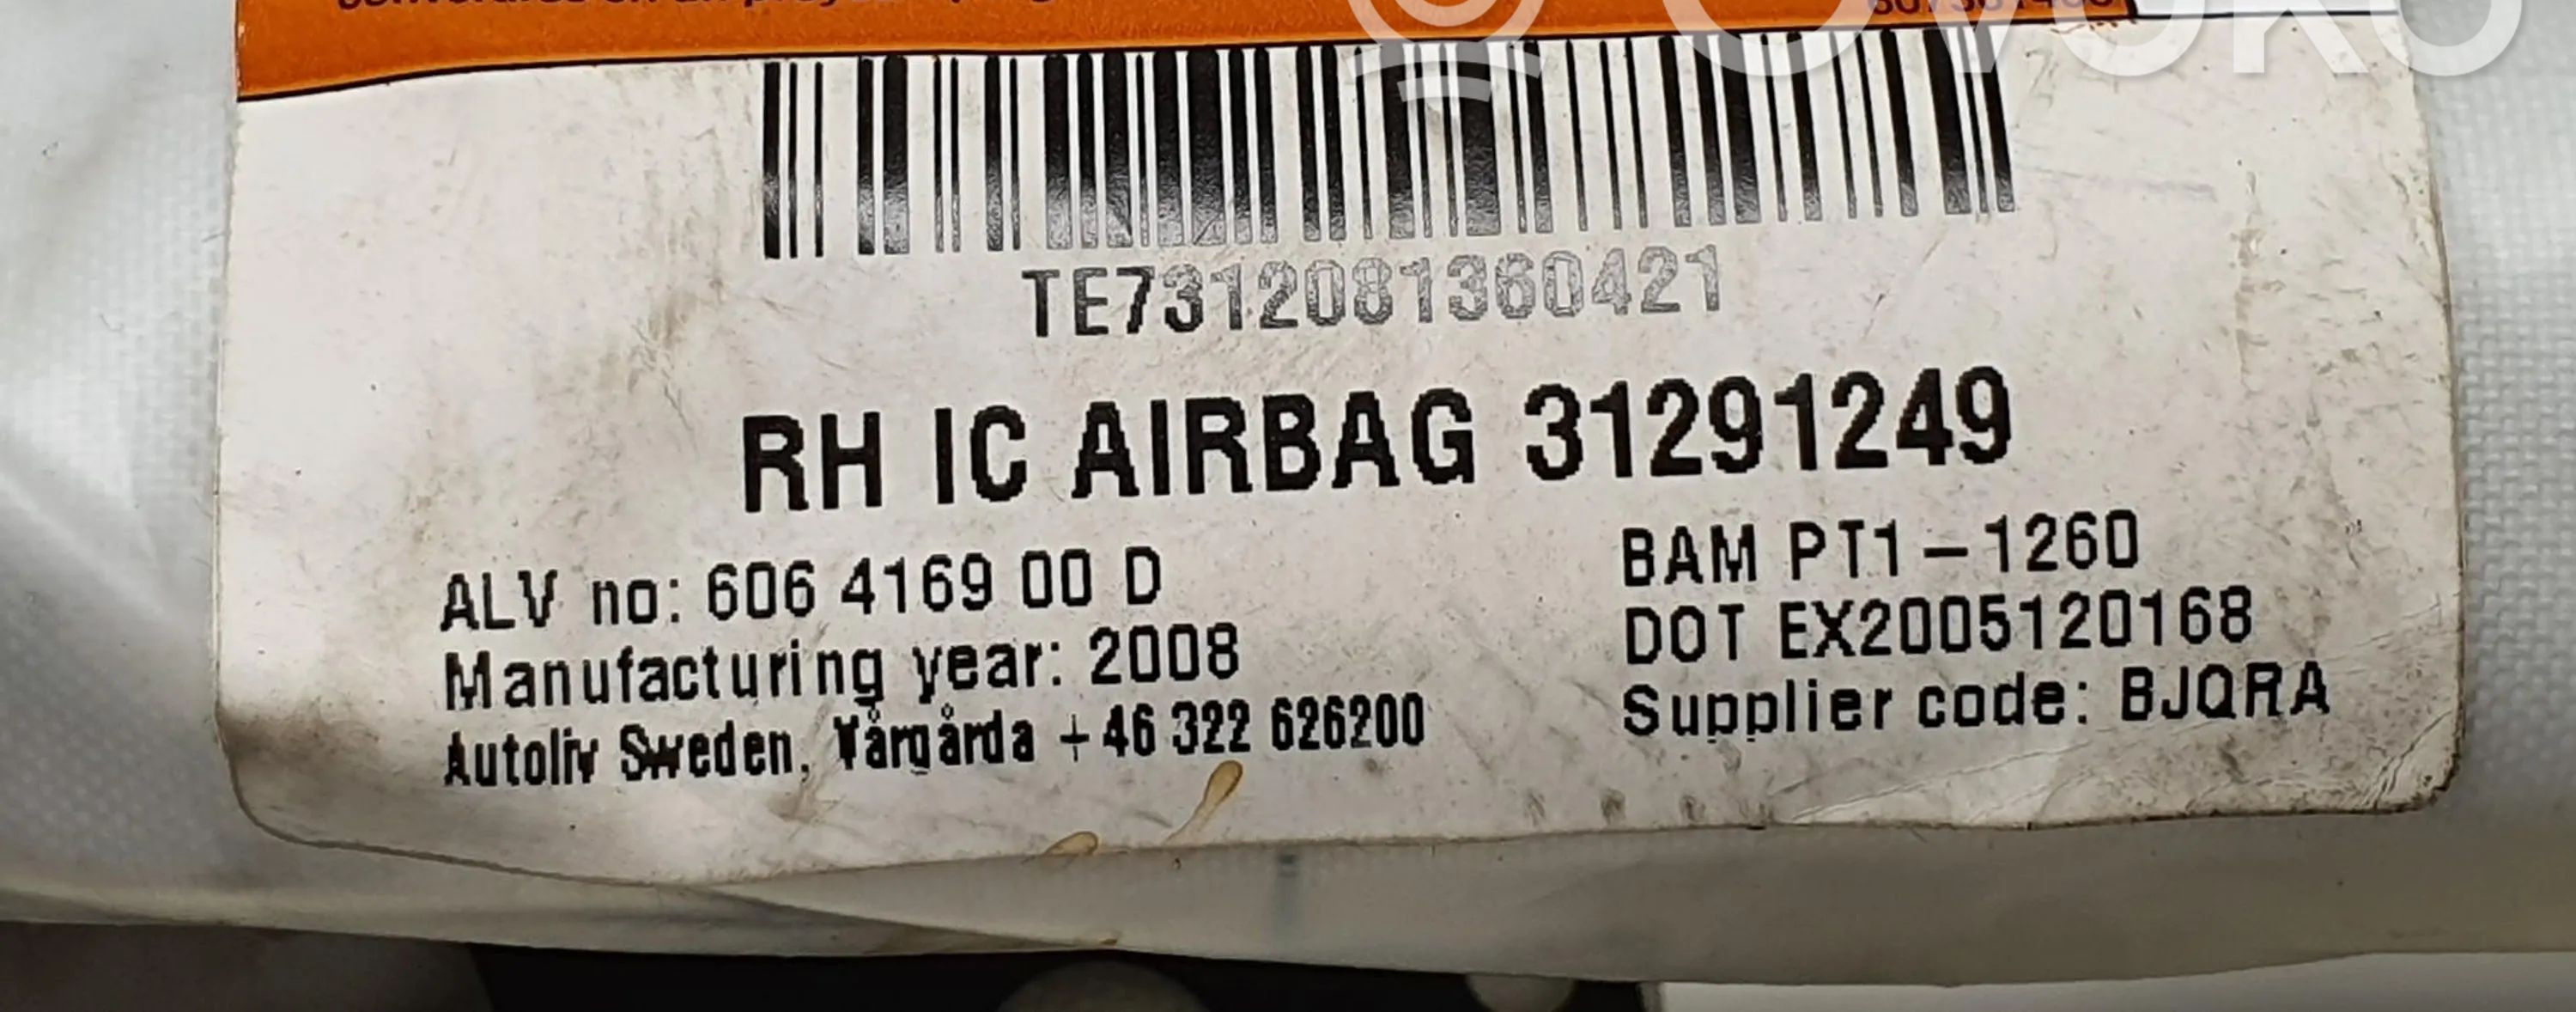 OVOKO
TE7312081360421
RH IC AIRBAG 31291249
ALV no: 606 4169 00 D
BAM PT1-1260
Manufacturing year: 2008
DOT EX2005120168
Autoliv Sweden, Vårgårda +46 322 626200
Supplier code: BJQRA